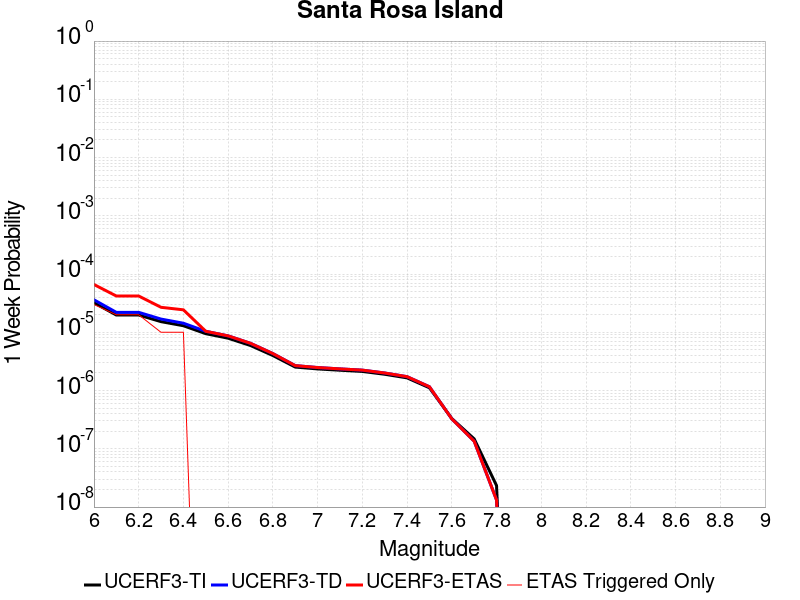 Santa Rosa Island
10^0
10^-1
10^-2
10^-3
10^-4
10^-5
10^-6
10^-7
10^-8
1 Week Probability
6 6.2 6.4 6.6 6.8 7 7.2 7.4 7.6 7.8 8 8.2 8.4 8.6 8.8 9
Magnitude
UCERF3-TI UCERF3-TD UCERF3-ETAS ETAS Triggered Only